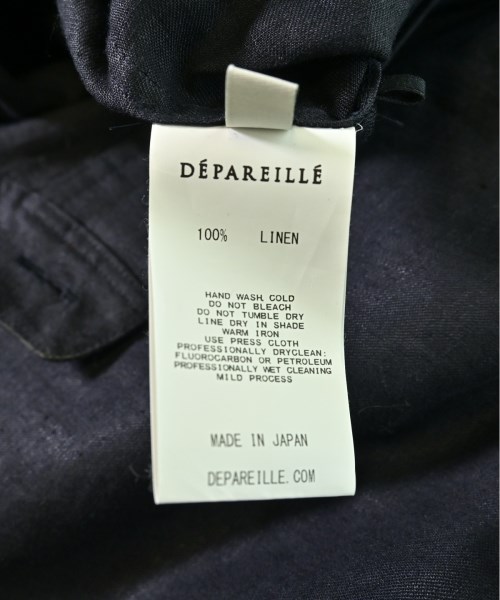 DÉPAREILLÉ
100% LINEN
HAND WASH COLD
DO NOT BLEACH
DO NOT TUMBLE DRY
LINE DRY IN SHADE
WARM IRON
USE PRESS CLOTH
PROFESSIONALLY DRYCLEAN:
FLUOROCARBON OR PETROLEUM
PROFESSIONALLY WET CLEANING
MILD PROCESS
MADE IN JAPAN
DEPAREILLE.COM